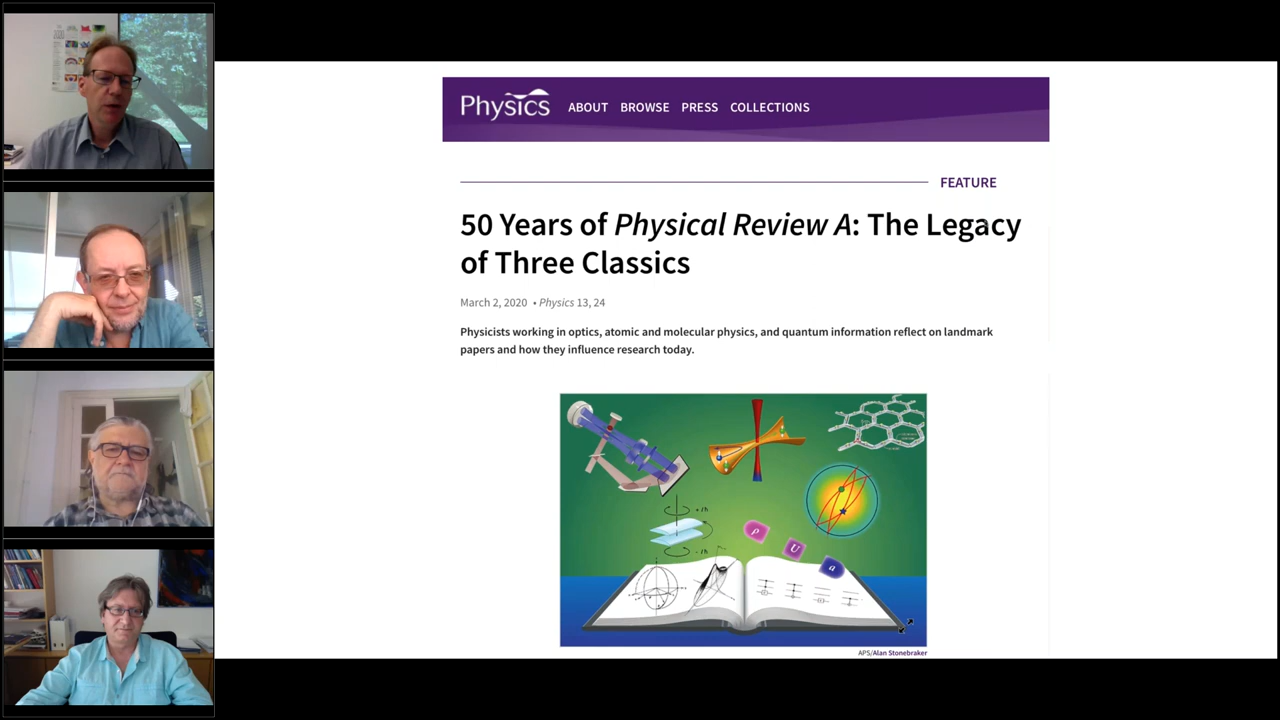 Physics ABOUT BROWSE PRESS COLLECTIONS
FEATURE
50 Years of Physical Review A: The Legacy
of Three Classics
March 2, 2020 • Physics 13, 24
Physicists working in optics, atomic and molecular physics, and quantum information reflect on landmark
papers and how they influence research today.
+ℏ
-ℏ
ρ
U
a
APS/Alan Stonebraker